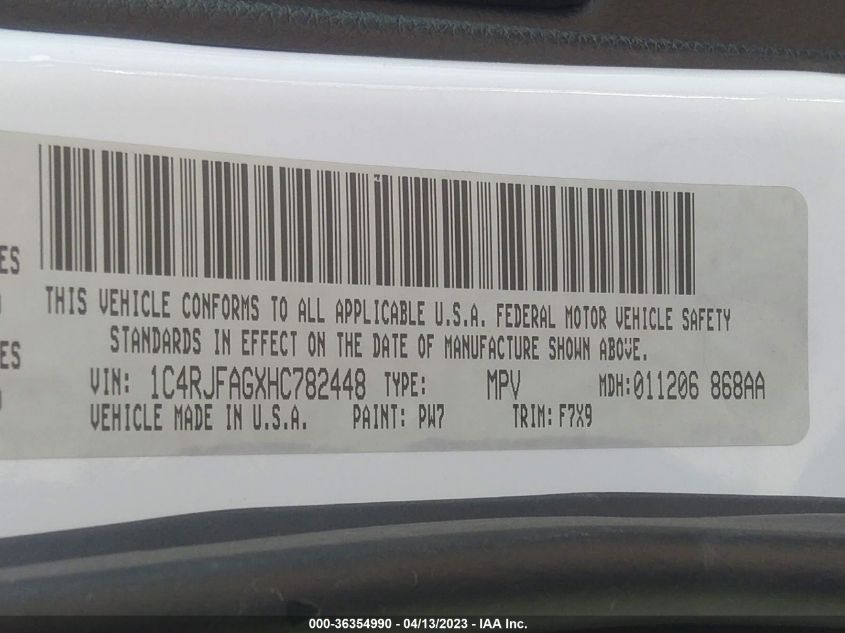 ES
ES
THIS VEHICLE CONFORMS TO ALL APPLICABLE U.S.A. FEDERAL MOTOR VEHICLE SAFETY
STANDARDS IN EFFECT ON THE DATE OF MANUFACTURE SHOWN ABOVE.
VIN: 1C4RJFAGXHC782448 TYPE: MPV MDH:011206 868AA
VEHICLE MADE IN U.S.A. PAINT: PW7 TRIM: F7X9
000-36354990 - 04/13/2023 - IAA Inc.